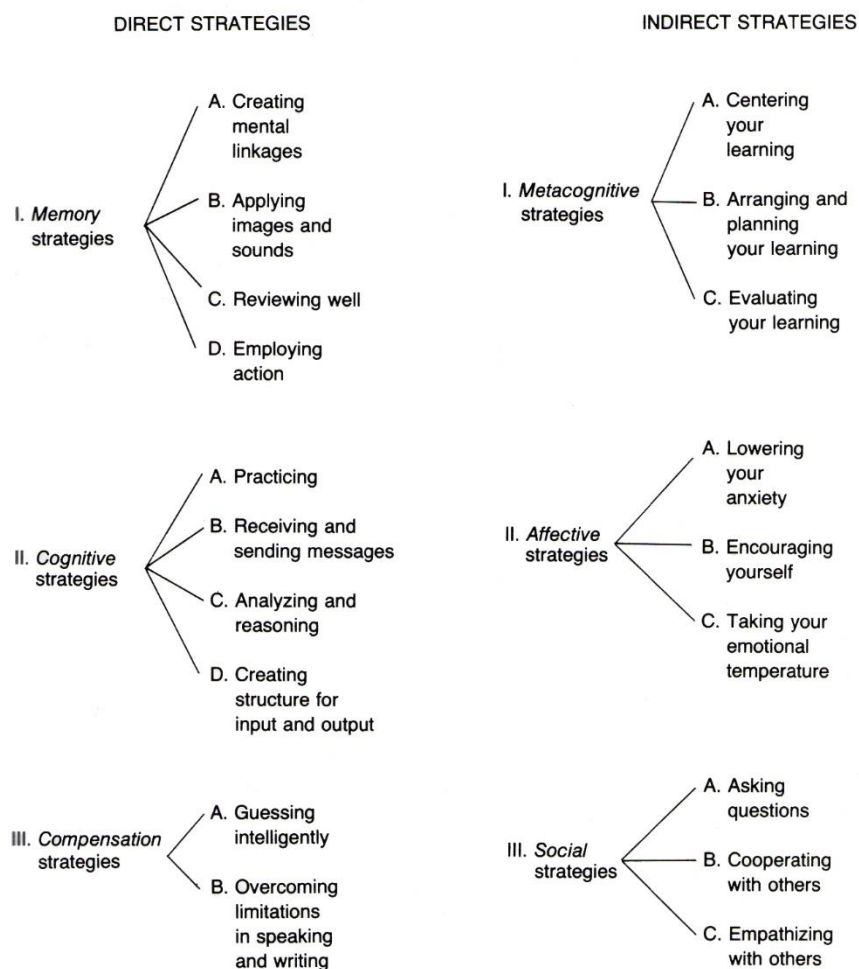 DIRECT STRATEGIES
I. Memory
strategies
A. Creating
mental
linkages
B. Applying
images and
sounds
C. Reviewing well
D. Employing
action
II. Cognitive
strategies
A. Practicing
B. Receiving and
sending messages
C. Analyzing and
reasoning
D. Creating
structure for
input and output
III. Compensation
strategies
A. Guessing
intelligently
B. Overcoming
limitations
in speaking
and writing
INDIRECT STRATEGIES
I. Metacognitive
strategies
A. Centering
your
learning
B. Arranging and
planning
your learning
C. Evaluating
your learning
II. Affective
strategies
A. Lowering
your
anxiety
B. Encouraging
yourself
C. Taking your
emotional
temperature
III. Social
strategies
A. Asking
questions
B. Cooperating
with others
C. Empathizing
with others